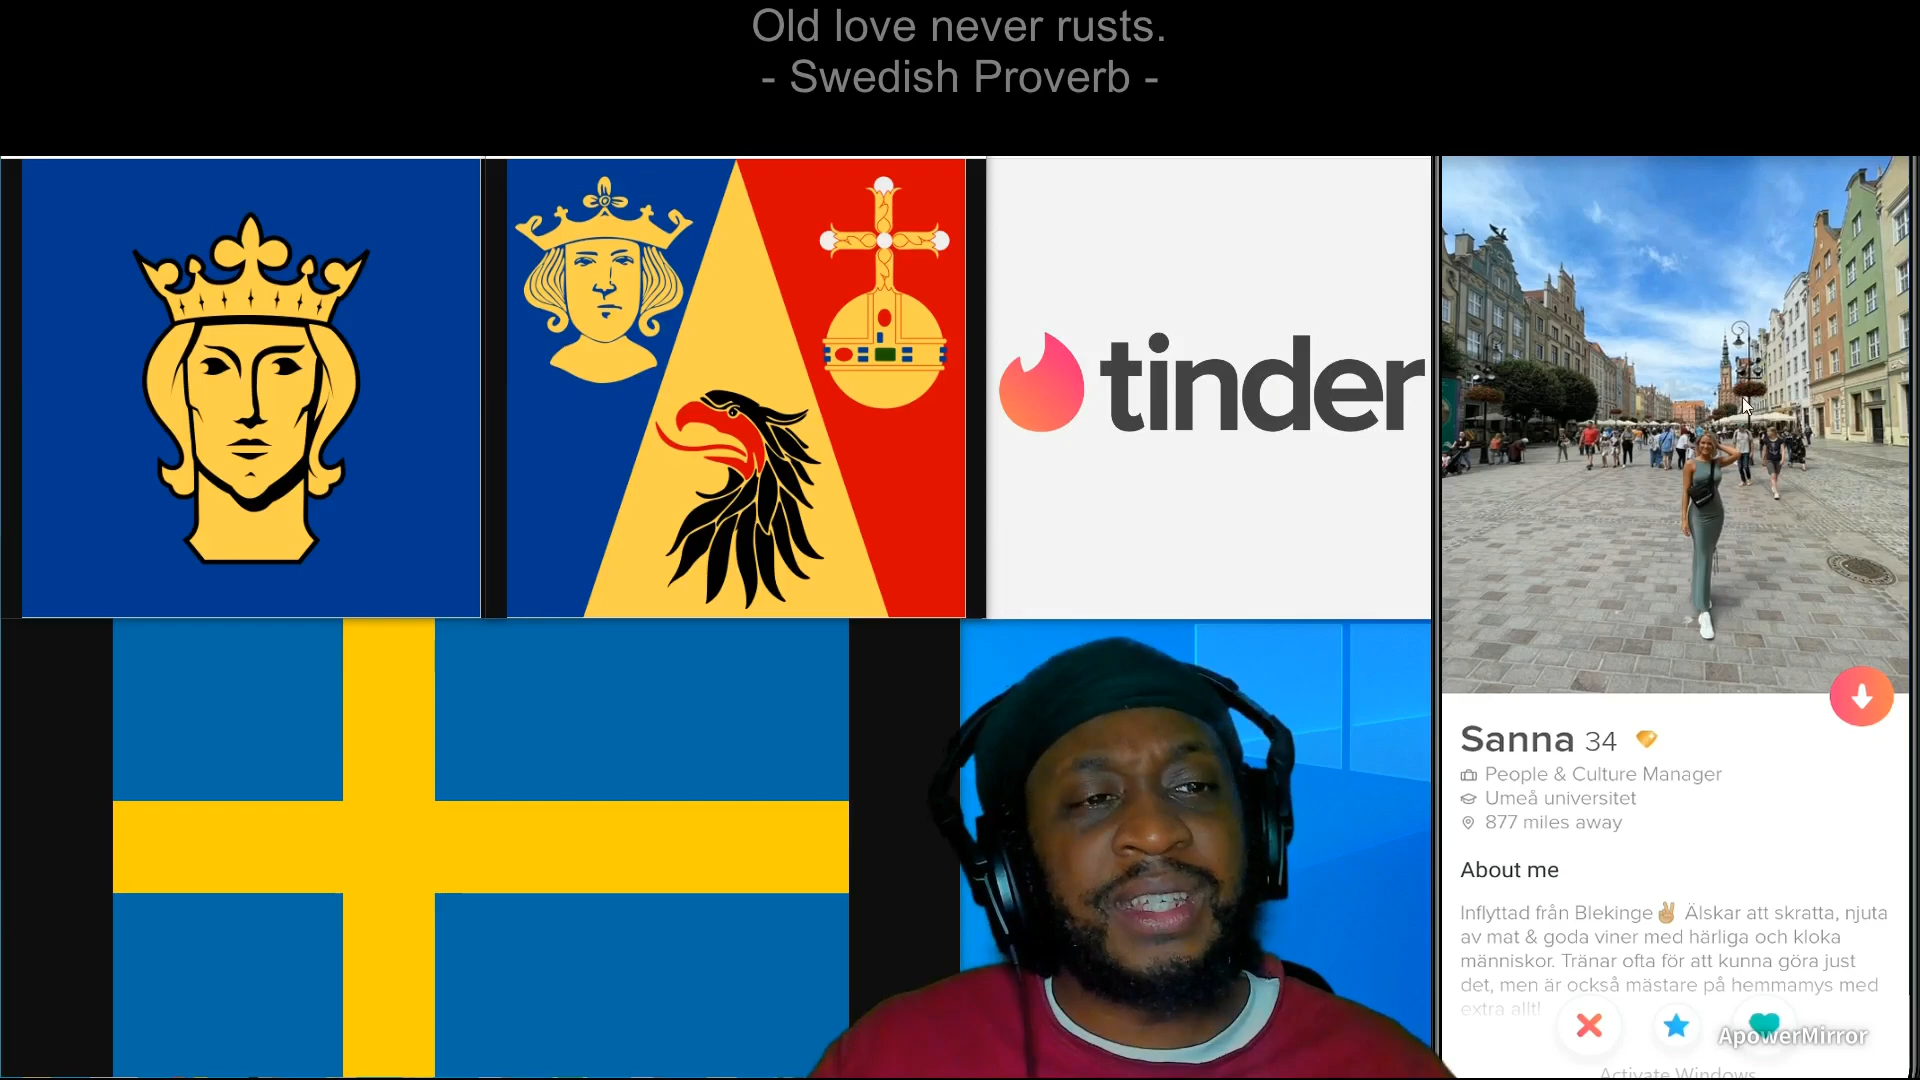 Old love never rusts.
- Swedish Proverb -
tinder
Sanna 34
People & Culture Manager
Umeå universitet
877 miles away
About me
Inflyttad från Blekinge✌🏼 Älskar att skratta, njuta
av mat & goda viner med härliga och kloka
människor. Tränar ofta för att kunna göra just
det, men är också mästare på hemmamys med
extra allt!
ApowerMirror
Activate Windows